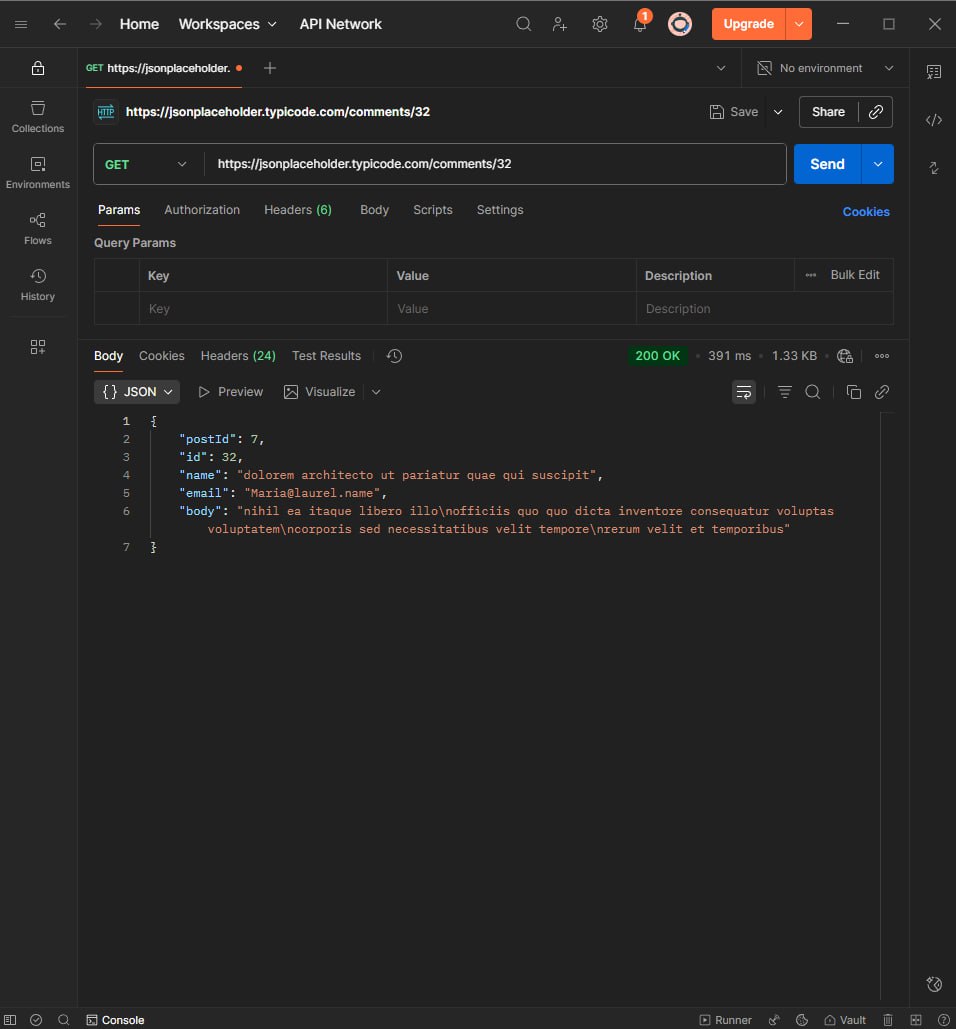 Home Workspaces API Network 1 Upgrade
GET https://jsonplaceholder. No environment
HTTP https://jsonplaceholder.typicode.com/comments/32 Save Share
Collections
Environments
Flows
History
GET https://jsonplaceholder.typicode.com/comments/32 Send
Params Authorization Headers (6) Body Scripts Settings Cookies
Query Params
Key Value Description Bulk Edit
Key Value Description
Body Cookies Headers (24) Test Results 200 OK 391 ms 1.33 KB
{} JSON Preview Visualize
1 {
2 "postId": 7,
3 "id": 32,
4 "name": "dolorem architecto ut pariatur quae qui suscipit",
5 "email": "Maria@laurel.name",
6 "body": "nihil ea itaque libero illo\nofficiis quo quo dicta inventore consequatur voluptas
voluptatem\ncorporis sed necessitatibus velit tempore\nrerum velit et temporibus"
7 }
Console Runner Vault